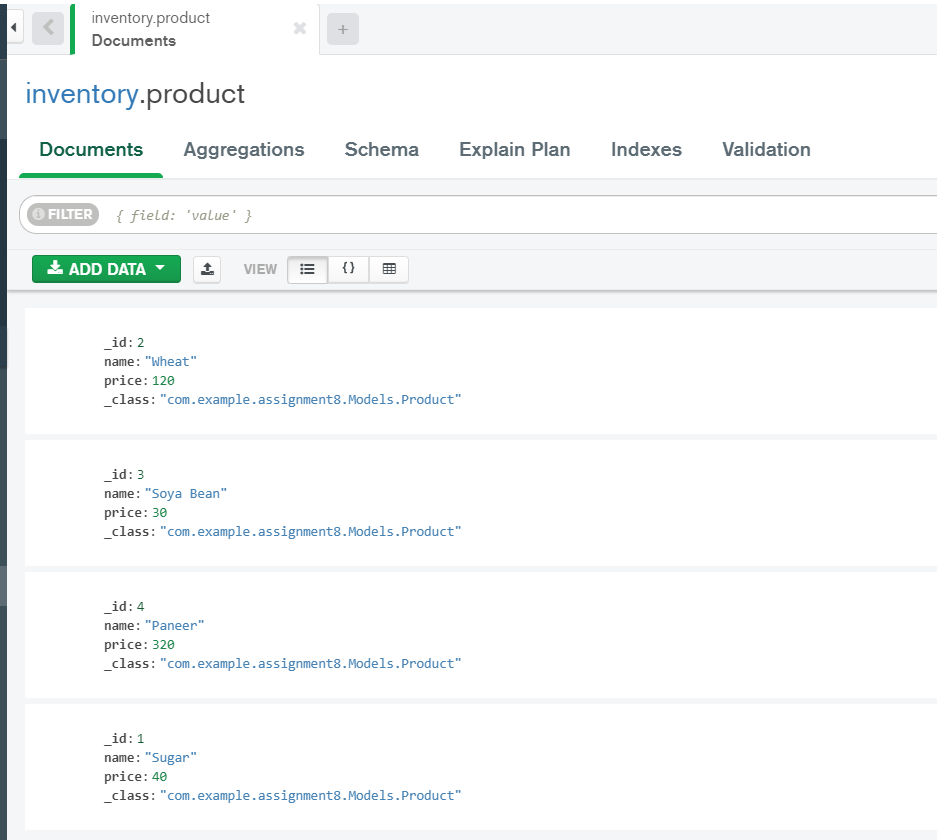 inventory.product
Documents
+
inventory.product
Documents Aggregations Schema Explain Plan Indexes Validation
FILTER { field: 'value' }
ADD DATA VIEW {}
_id: 2
name: "Wheat"
price: 120
_class: "com.example.assignment8.Models.Product"
_id: 3
name: "Soya Bean"
price: 30
_class: "com.example.assignment8.Models.Product"
_id: 4
name: "Paneer"
price: 320
_class: "com.example.assignment8.Models.Product"
_id: 1
name: "Sugar"
price: 40
_class: "com.example.assignment8.Models.Product"